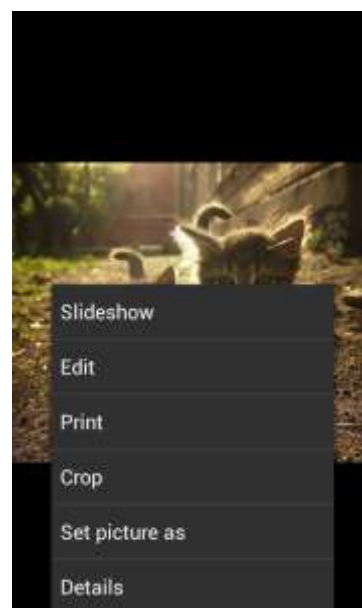 Slideshow
Edit
Print
Crop
Set picture as
Details